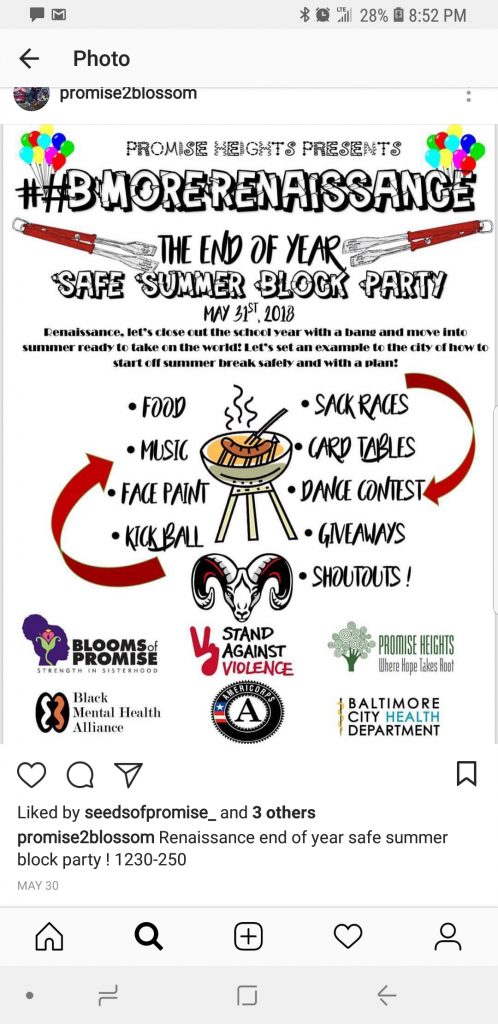 LTE 28% 8:52 PM
Photo
promise2blossom
PROMISE HEIGHTS PRESENTS
##BMORERENAISSANCE
THE END OF YEAR
SAFE SUMMER BLOCK PARTY
MAY 31ST, 2018
Renaissance, let's close out the school year with a bang and move into
summer ready to take on the world! Let's set an example to the city of how to
start off summer break safely and with a plan!
• FOOD
• MUSIC
• FACE PAINT
• KICK BALL
• SACK RACES
• CARD TABLES
• DANCE CONTEST
• GIVEAWAYS
• SHOUTOUTS !
BLOOMS of
PROMISE
STRENGTH IN SISTERHOOD
STAND
AGAINST
VIOLENCE
PROMISE HEIGHTS
Where Hope Takes Root
Black
Mental Health
Alliance
AMERICORPS
A
BALTIMORE
CITY HEALTH
DEPARTMENT
Liked by seedsofpromise_ and 3 others
promise2blossom Renaissance end of year safe summer
block party ! 1230-250
MAY 30